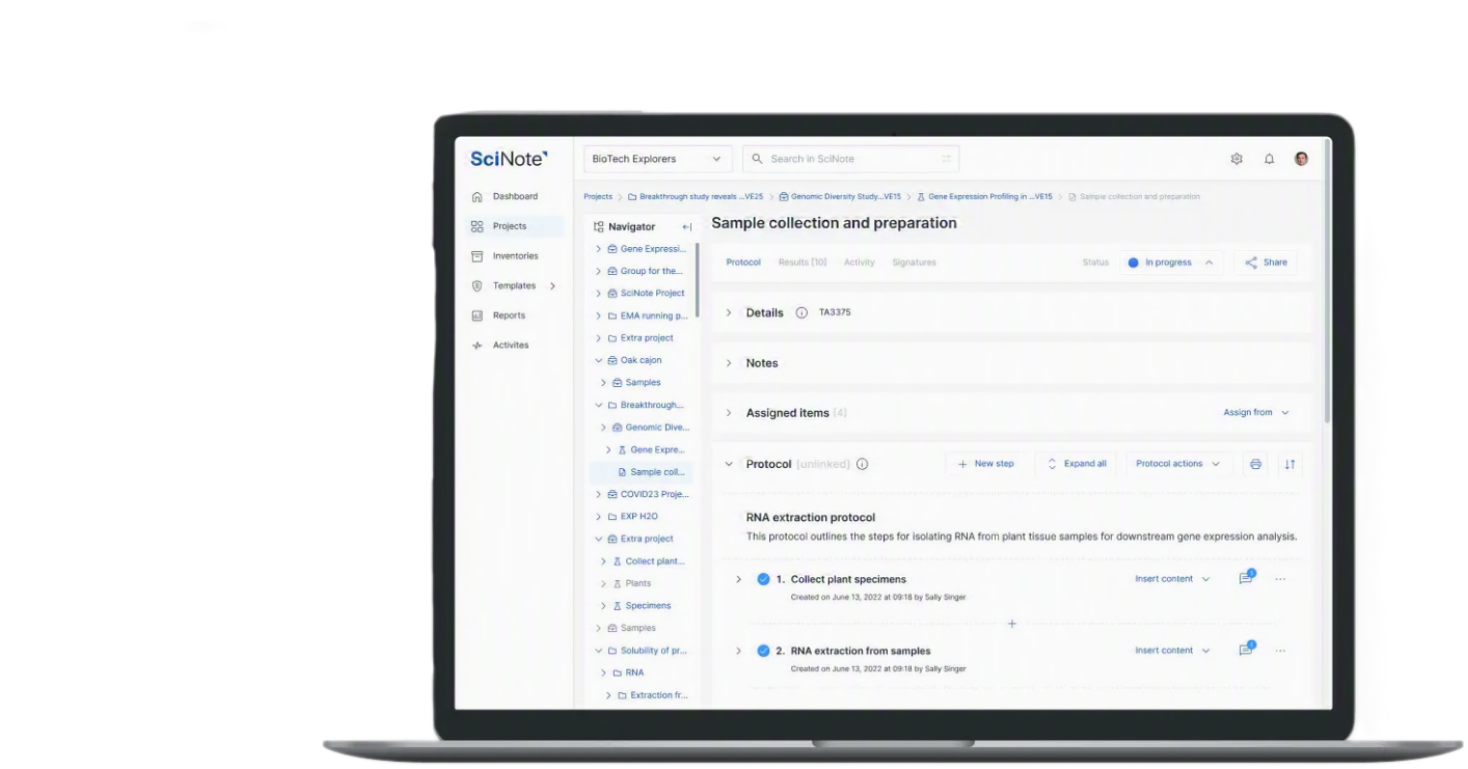 SciNote
BioTech Explorers
Search in SciNote
Dashboard
Projects
Inventories
Templates
Reports
Activites
Projects > Breakthrough study reveals ...VE25 > Genomic Diversity Study...VE15 > Gene Expression Profiling in ...VE15 > Sample collection and preparation
Navigator
Gene Expressi...
Group for the...
SciNote Project
EMA running p...
Extra project
Oak cajon
Samples
Breakthrough...
Genomic Dive...
Gene Expre...
Sample coll...
COVID23 Proje...
EXP H2O
Extra project
Collect plant...
Plants
Specimens
Samples
Solubility of pr...
RNA
Extraction fr...
Sample collection and preparation
Protocol Results [10] Activity Signatures Status In progress Share
Details TA3375
Notes
Assigned items [4] Assign from
Protocol [unlinked] + New step Expand all Protocol actions
RNA extraction protocol
This protocol outlines the steps for isolating RNA from plant tissue samples for downstream gene expression analysis.
1. Collect plant specimens Insert content
Created on June 13, 2022 at 09:18 by Sally Singer
2. RNA extraction from samples Insert content
Created on June 13, 2022 at 09:18 by Sally Singer